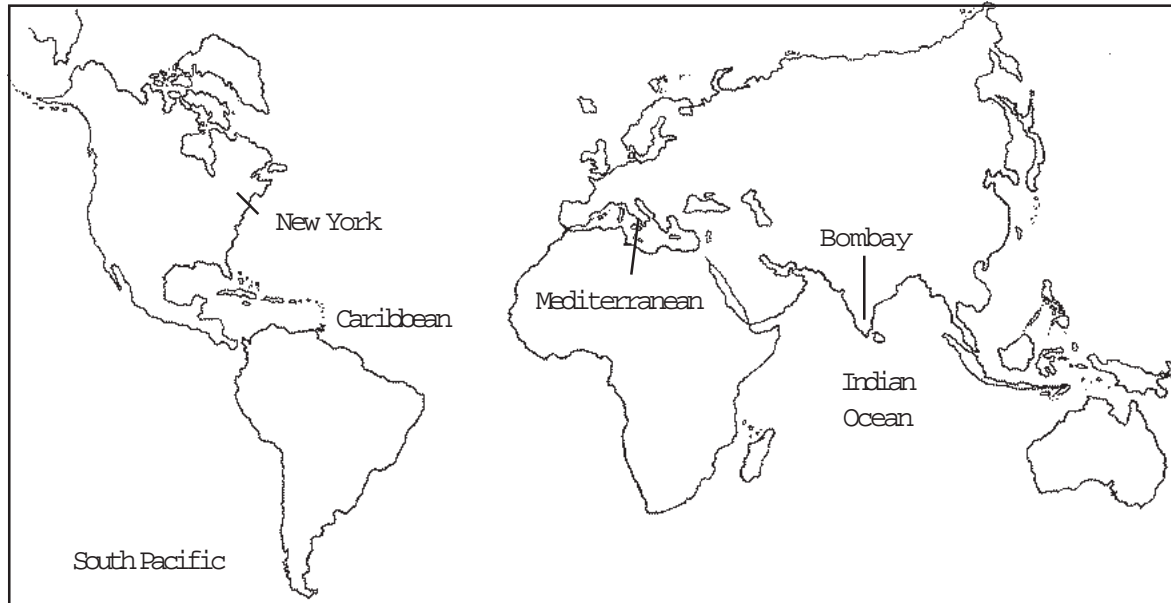 New York
Bombay
Mediterranean
Caribbean
Indian
Ocean
South Pacific